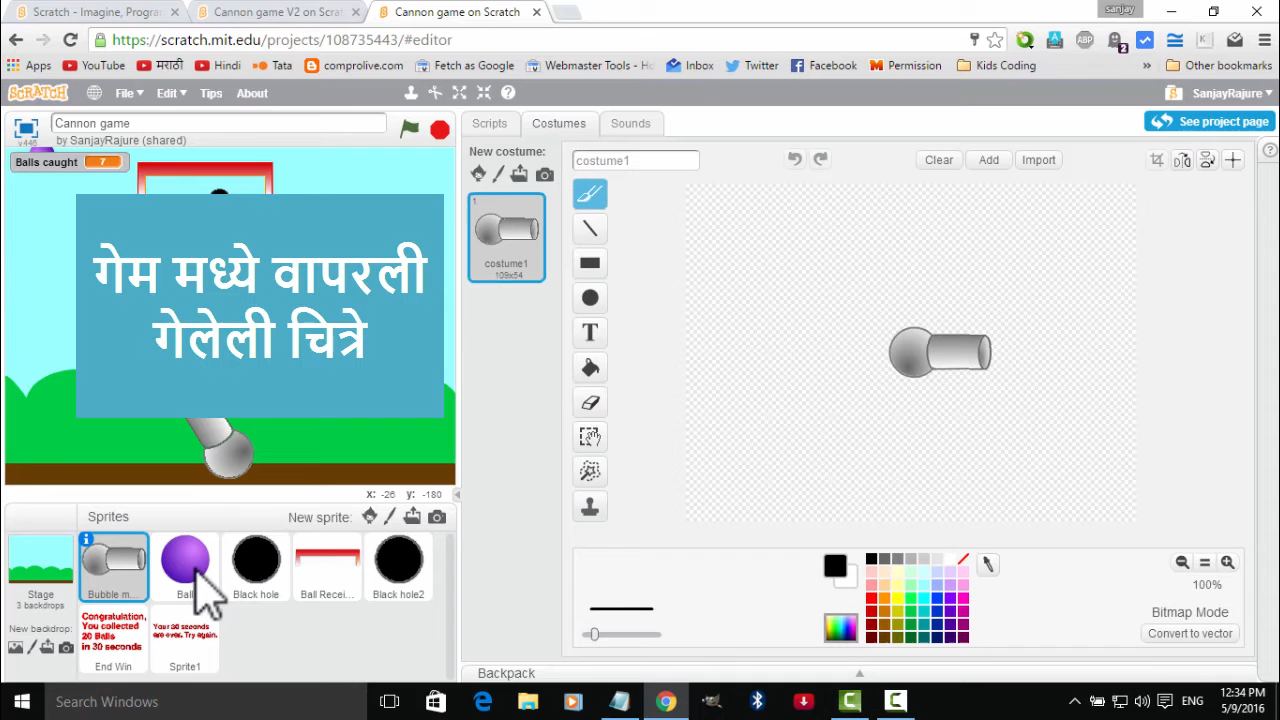 Scratch - Imagine, Progra
Cannon game V2 on Scra
Cannon game on Scratch
sanjay
https://scratch.mit.edu/projects/108735443/#editor
Apps
YouTube
मराठी
Hindi
Tata
comprolive.com
Fetch as Google
Webmaster Tools - Ho
Inbox
Twitter
Facebook
Permission
Kids Coding
»
Other bookmarks
SCRATCH
File
Edit
Tips
About
SanjayRajure
Cannon game
by SanjayRajure (shared)
v446
Scripts
Costumes
Sounds
See project page
Balls caught 7
New costume:
costume1
Clear
Add
Import
1
costume1
109x54
गेम मध्ये वापरली
गेलेली चित्रे
T
x: -26 y: -180
Sprites
New sprite:
Stage
3 backdrops
New backdrop:
Bubble m...
Ball
Black hole
Ball Recei...
Black hole2
Congratulation,
You collected
20 Balls
in 30 seconds
End Win
Your 30 seconds
are over. Try again.
Sprite1
100%
Bitmap Mode
Convert to vector
Backpack
Search Windows
ENG
12:34 PM
5/9/2016